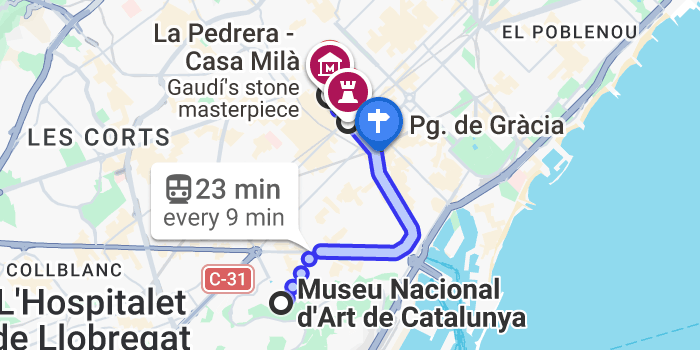 La Pedrera -
Casa Milà
Gaudí's stone
masterpiece
EL POBLENOU
Pg. de Gràcia
LES CORTS
23 min
every 9 min
COLLBLANC
C-31
L'Hospitalet
de Llobregat
Museu Nacional
d'Art de Catalunya